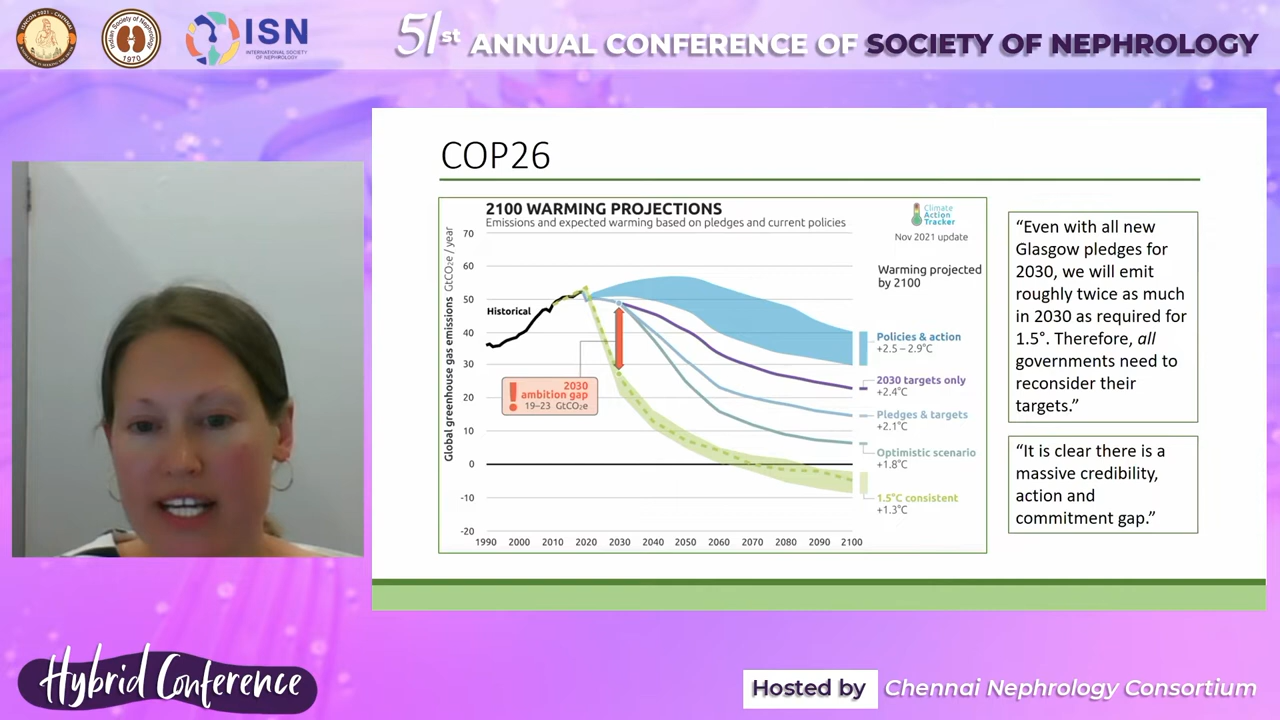 Indian Society of Nephrology
1970
ISN
INTERNATIONAL SOCIETY
OF NEPHROLOGY
51st ANNUAL CONFERENCE OF SOCIETY OF NEPHROLOGY
COP26
2100 WARMING PROJECTIONS
Emissions and expected warming based on pledges and current policies
Climate
Action
Tracker
Nov 2021 update
Global greenhouse gas emissions GtCO₂e / year
70
60
50
40
30
20
10
0
-10
-20
1990 2000 2010 2020 2030 2040 2050 2060 2070 2080 2090 2100
Historical
2030
ambition gap
19–23 GtCO₂e
Warming projected
by 2100
Policies & action
+2.5 – 2.9°C
2030 targets only
+2.4°C
Pledges & targets
+2.1°C
Optimistic scenario
+1.8°C
1.5°C consistent
+1.3°C
“Even with all new
Glasgow pledges for
2030, we will emit
roughly twice as much
in 2030 as required for
1.5°. Therefore, all
governments need to
reconsider their
targets.”
“It is clear there is a
massive credibility,
action and
commitment gap.”
Hybrid Conference
Hosted by Chennai Nephrology Consortium